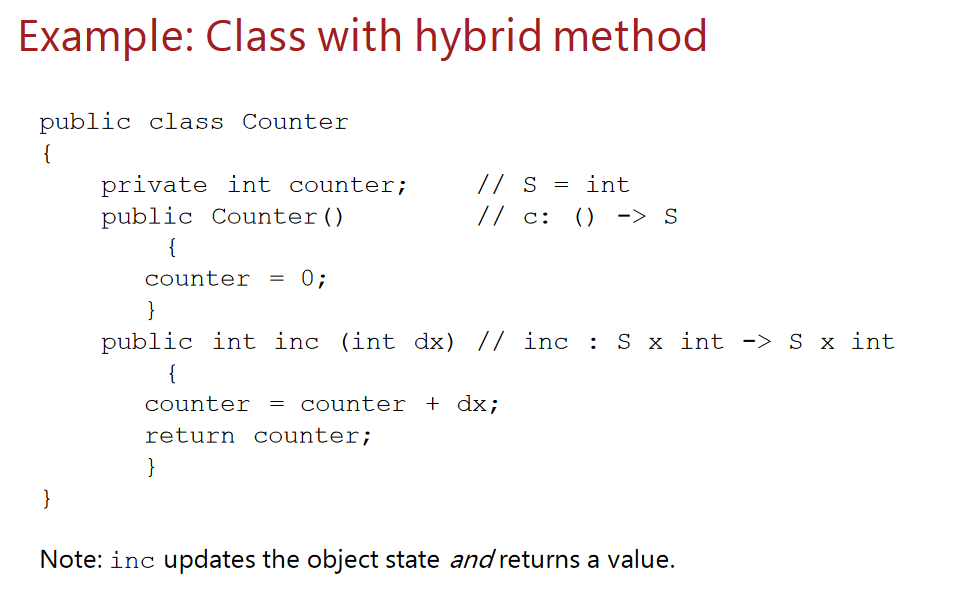 Example: Class with hybrid method
public class Counter
{
private int counter; // S = int
public Counter() // c: () -> S
{
counter = 0;
}
public int inc (int dx) // inc : S x int -> S x int
{
counter = counter + dx;
return counter;
}
}
Note: inc updates the object state and returns a value.